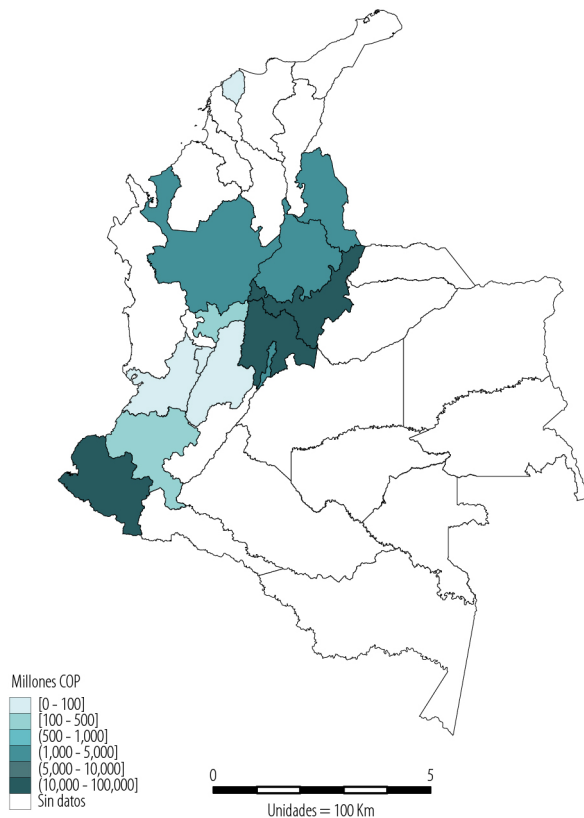 Millones COP
[0 - 100]
[100 - 500]
(500 - 1,000]
(1,000 - 5,000]
(5,000 - 10,000]
(10,000 - 100,000]
Sin datos
0 5
Unidades = 100 Km